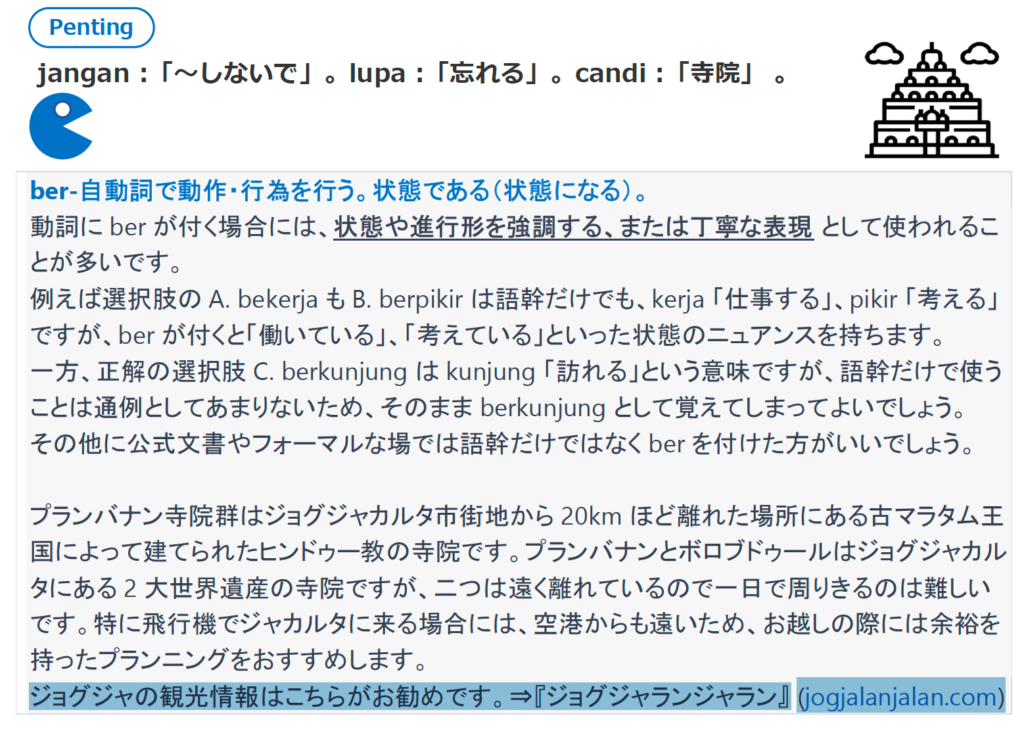 Penting
jangan：「～しないで」。lupa：「忘れる」。candi：「寺院」 。
ber-自動詞で動作・行為を行う。状態である（状態になる）。
動詞に ber が付く場合には、状態や進行形を強調する、または丁寧な表現 として使われるこ
とが多いです。
例えば選択肢の A. bekerja も B. berpikir は語幹だけでも、kerja 「仕事する」、pikir 「考える」
ですが、ber が付くと「働いている」、「考えている」といった状態のニュアンスを持ちます。
一方、正解の選択肢 C. berkunjung は kunjung 「訪れる」という意味ですが、語幹だけで使う
ことは通例としてあまりないため、そのまま berkunjung として覚えてしまってよいでしょう。
その他に公式文書やフォーマルな場では語幹だけではなく ber を付けた方がいいでしょう。
プランバナン寺院群はジョグジャカルタ市街地から 20km ほど離れた場所にある古マラタム王
国によって建てられたヒンドゥー教の寺院です。プランバナンとボロブドゥールはジョグジャカル
タにある 2 大世界遺産の寺院ですが、二つは遠く離れているので一日で周りきるのは難しい
です。特に飛行機でジャカルタに来る場合には、空港からも遠いため、お越しの際には余裕を
持ったプランニングをおすすめします。
ジョグジャの観光情報はこちらがお勧めです。⇒『ジョグジャランジャラン』 (jogjalanjalan.com)